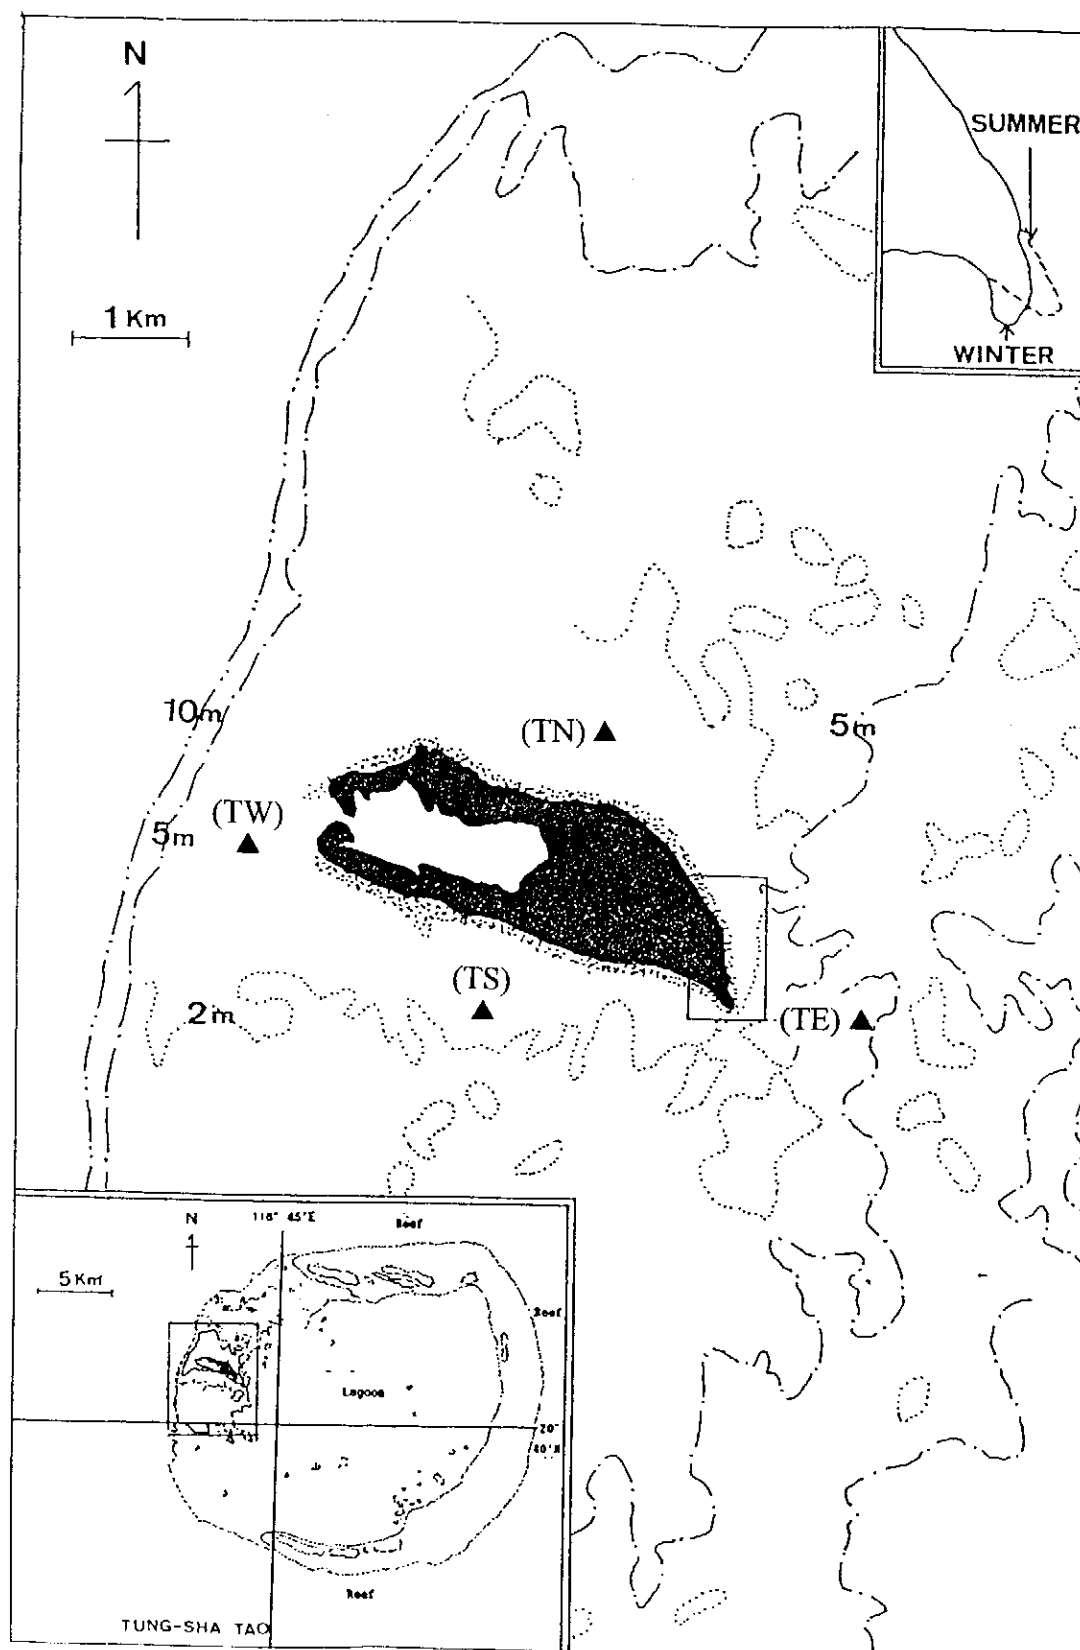 N
SUMMER
1 Km
WINTER
10m
5m
(TN)
(TW)
5m
(TS)
2m
(TE)
N
116° 45'E
Reef
5 Km
Reef
Lagoon
20°
40'N
Reef
TUNG-SHA TAO